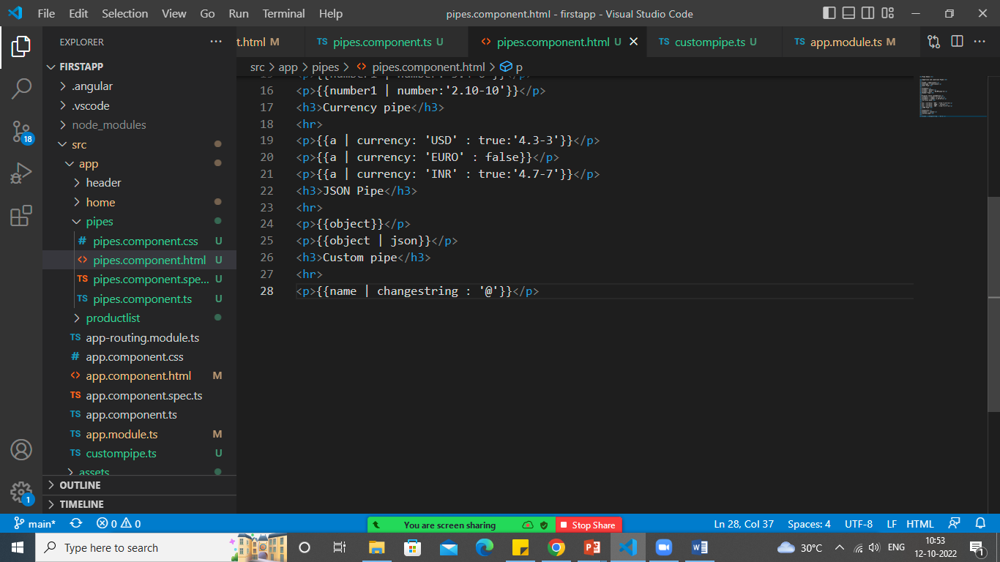 File Edit Selection View Go Run Terminal Help
pipes.component.html - firstapp - Visual Studio Code
EXPLORER
t.html M
TS pipes.component.ts U
<> pipes.component.html U
TS custompipe.ts U
TS app.module.ts M
src > app > pipes > <> pipes.component.html > p
FIRSTAPP
.angular
.vscode
node_modules
src
app
header
home
pipes
# pipes.component.css U
<> pipes.component.html U
TS pipes.component.spe... U
TS pipes.component.ts U
productlist
TS app-routing.module.ts
# app.component.css
<> app.component.html M
TS app.component.spec.ts
TS app.component.ts
TS app.module.ts M
TS custompipe.ts U
assets
OUTLINE
TIMELINE
18
1
16 <p>{{number1 | number:'2.10-10'}}</p>
17 <h3>Currency pipe</h3>
18 <hr>
19 <p>{{a | currency: 'USD' : true:'4.3-3'}}</p>
20 <p>{{a | currency: 'EURO' : false}}</p>
21 <p>{{a | currency: 'INR' : true:'4.7-7'}}</p>
22 <h3>JSON Pipe</h3>
23 <hr>
24 <p>{{object}}</p>
25 <p>{{object | json}}</p>
26 <h3>Custom pipe</h3>
27 <hr>
28 <p>{{name | changestring : '@'}}</p>
main* 0 0
You are screen sharing Stop Share
Ln 28, Col 37 Spaces: 4 UTF-8 LF HTML
Type here to search
30°C ENG
10:53
12-10-2022
1